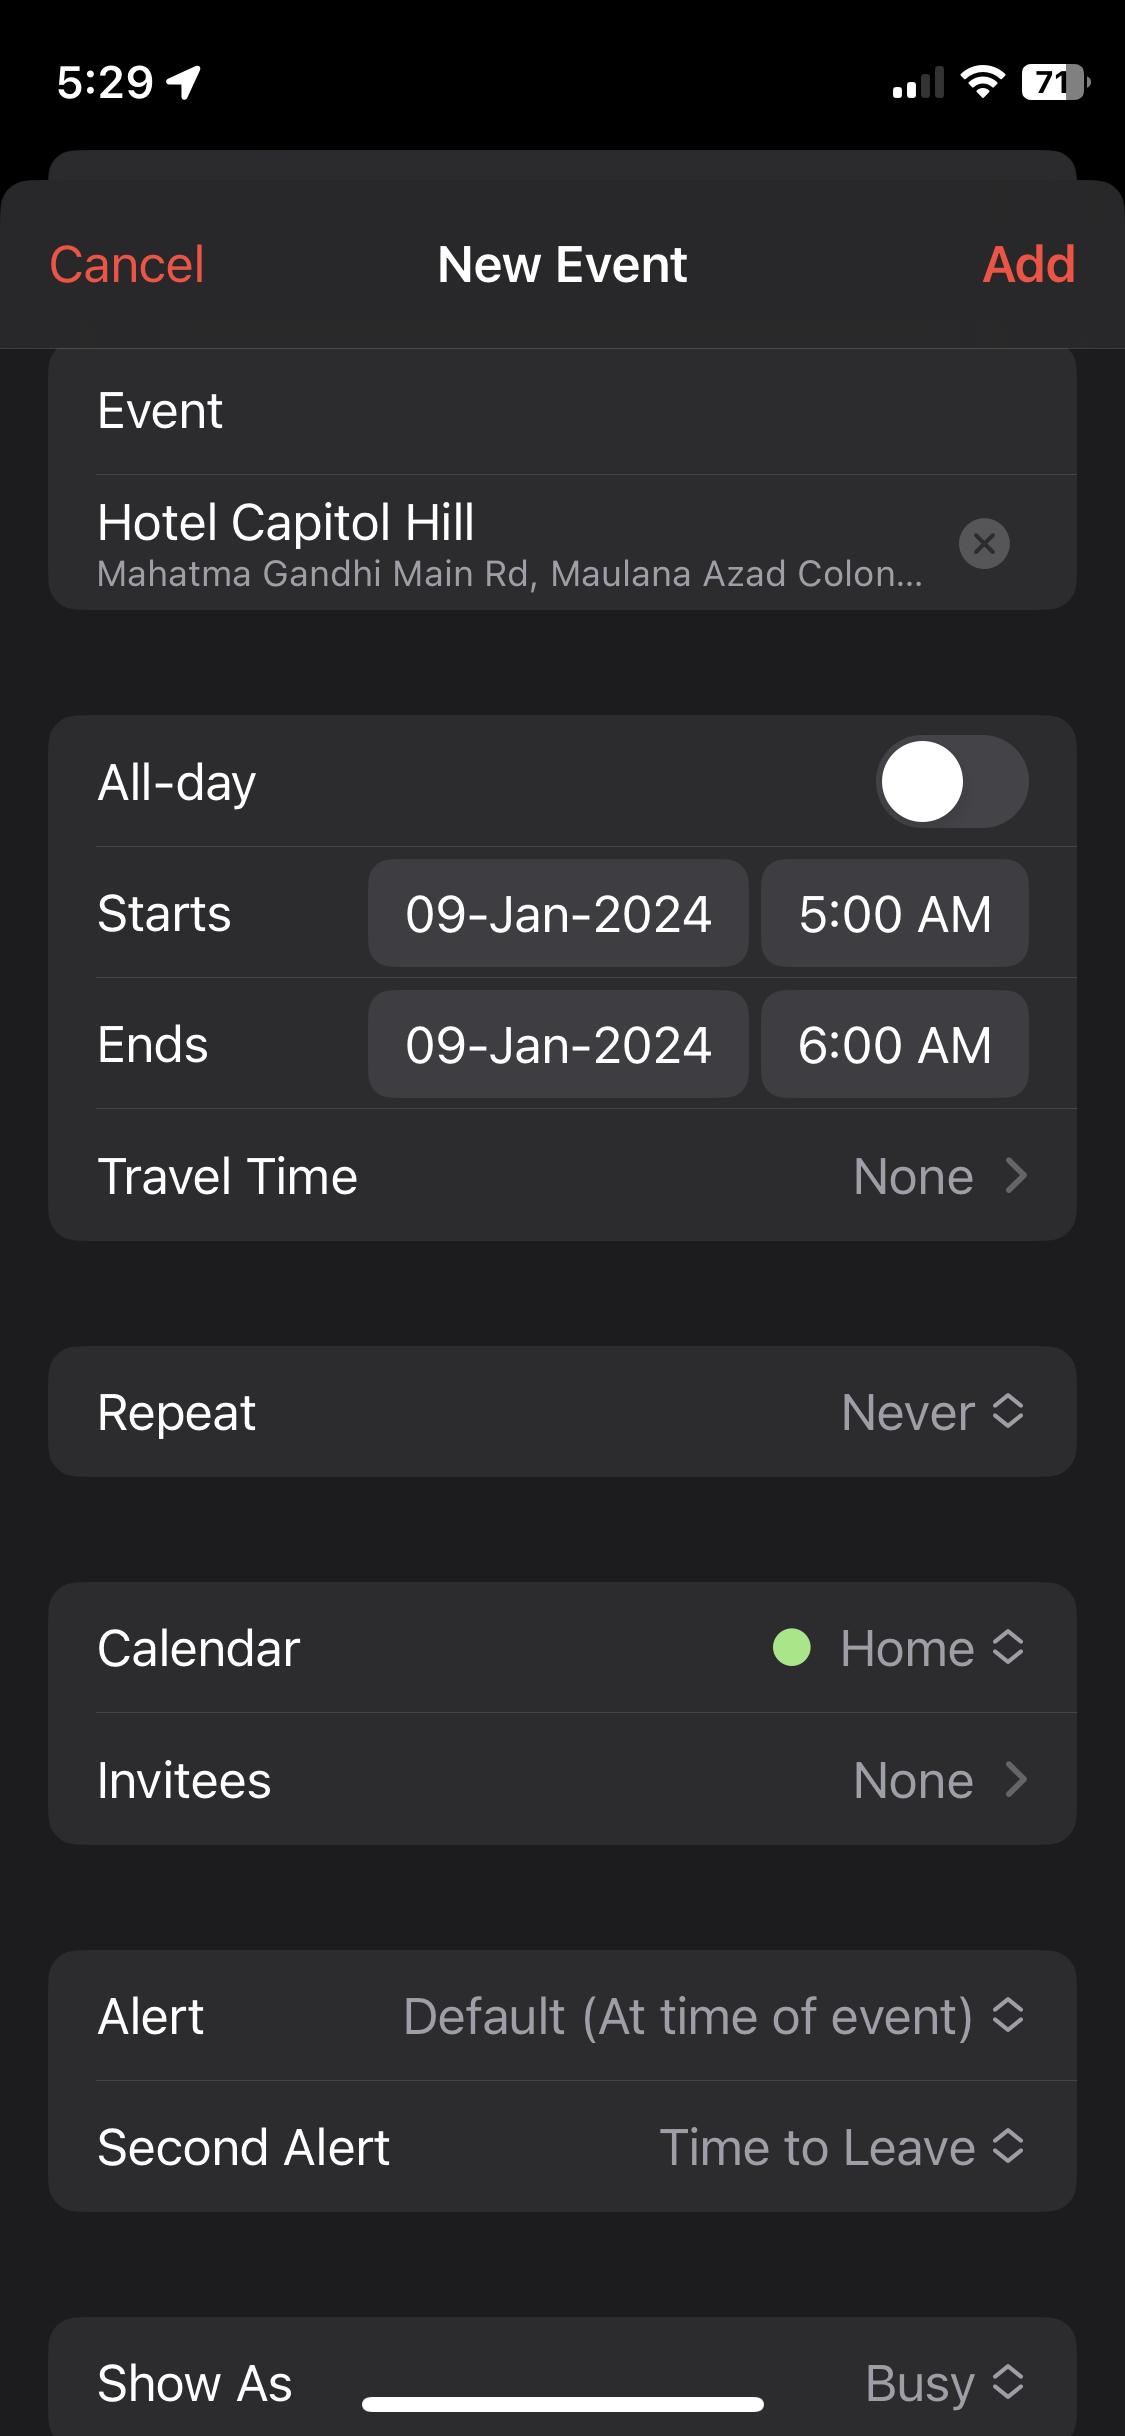 5:29
71
Cancel New Event Add
Event
Hotel Capitol Hill
Mahatma Gandhi Main Rd, Maulana Azad Colon...
All-day
Starts 09-Jan-2024 5:00 AM
Ends 09-Jan-2024 6:00 AM
Travel Time None
Repeat Never
Calendar Home
Invitees None
Alert Default (At time of event)
Second Alert Time to Leave
Show As Busy